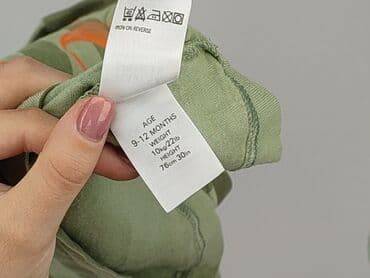 IRON ON REVERSE
AGE
9-12 MONTHS
WEIGHT
10kg/22lb
HEIGHT
76cm 30in